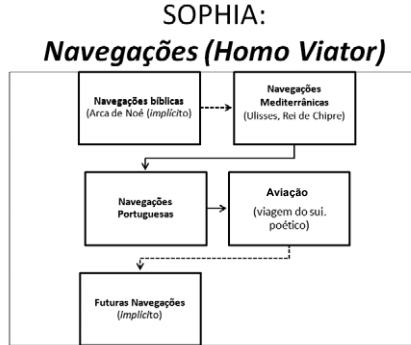 SOPHIA:
Navegações (Homo Viator)
Navegações bíblicas
(Arca de Noé (implícito)
Navegações
Mediterrânicas
(Ulisses, Rei de Chipre)
Navegações
Portuguesas
Aviação
(viagem do sui.
poético)
Futuras Navegações
(implícito)